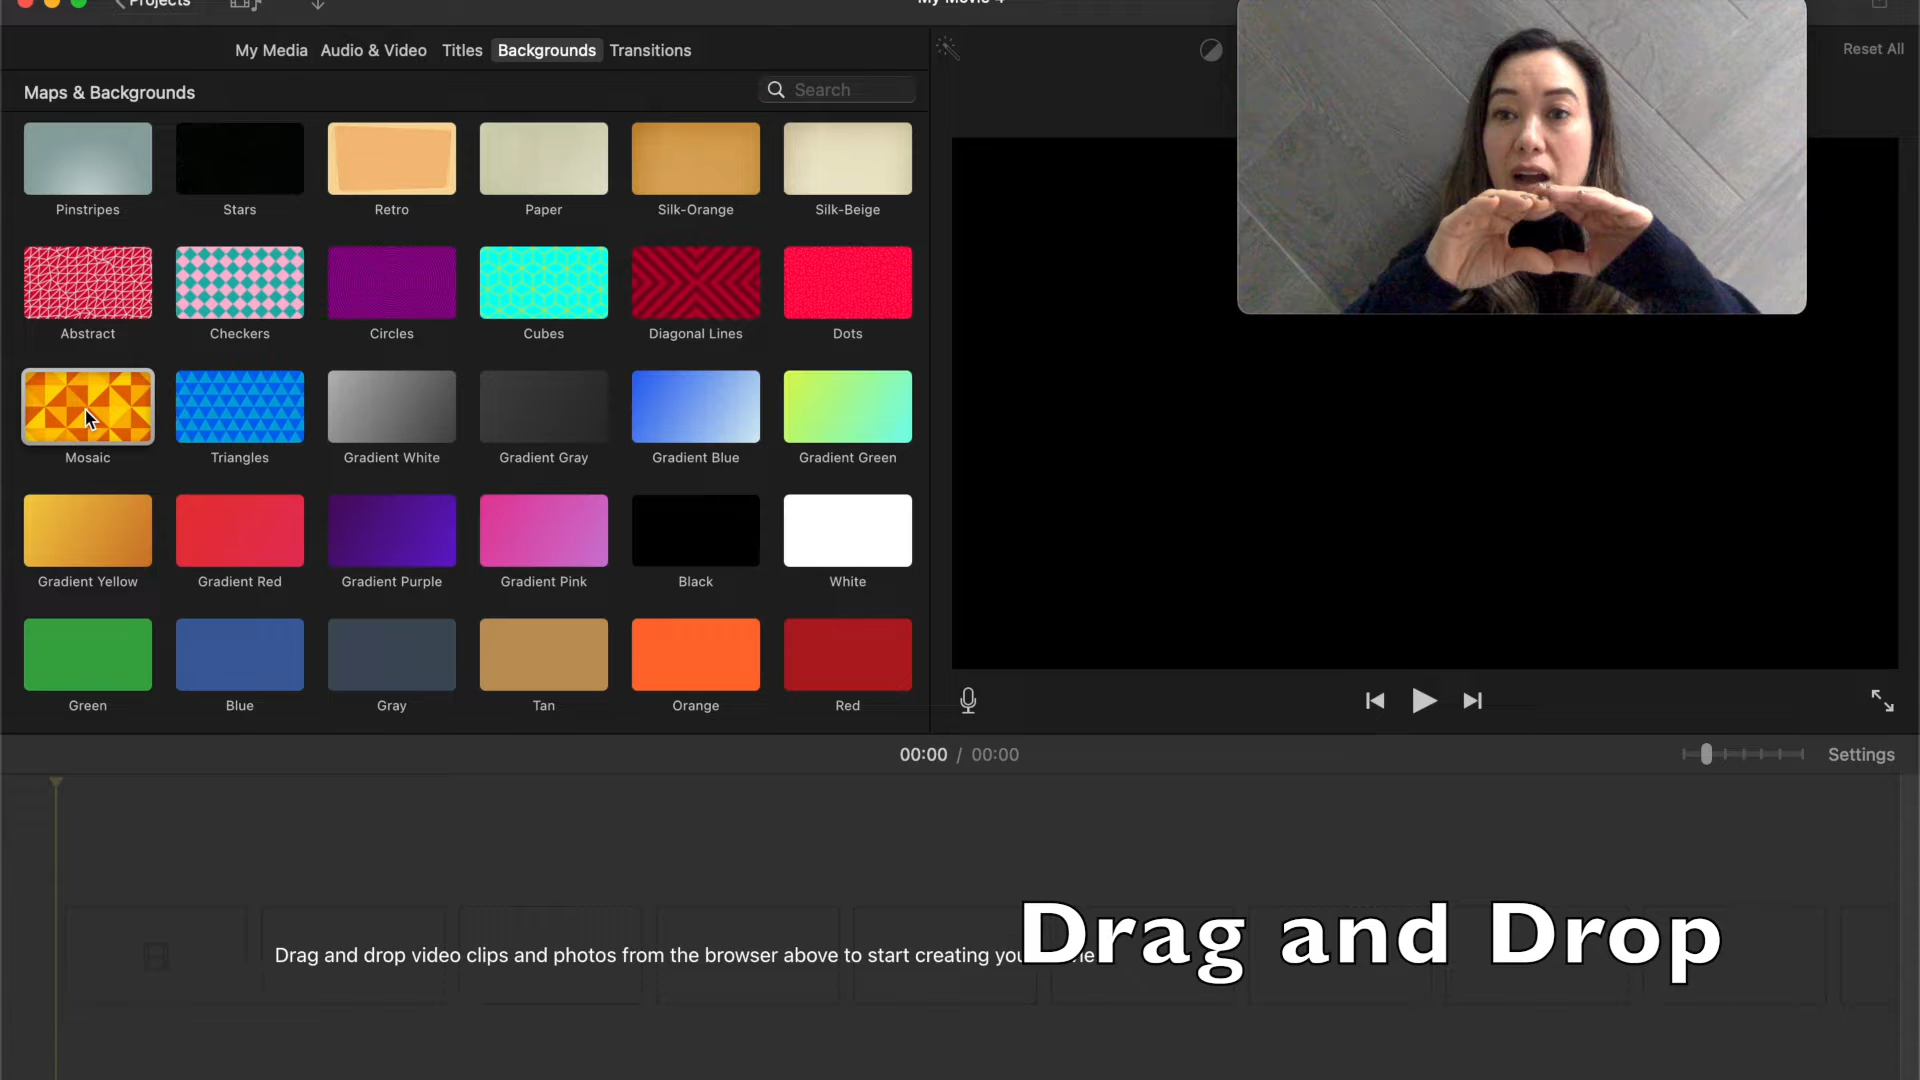 Projects
My Media Audio & Video Titles Backgrounds Transitions
Reset All
Maps & Backgrounds
Search
Pinstripes Stars Retro Paper Silk-Orange Silk-Beige
Abstract Checkers Circles Cubes Diagonal Lines Dots
Mosaic Triangles Gradient White Gradient Gray Gradient Blue Gradient Green
Gradient Yellow Gradient Red Gradient Purple Gradient Pink Black White
Green Blue Gray Tan Orange Red
00:00 / 00:00
Settings
Drag and drop video clips and photos from the browser above to start creating
Drag and Drop